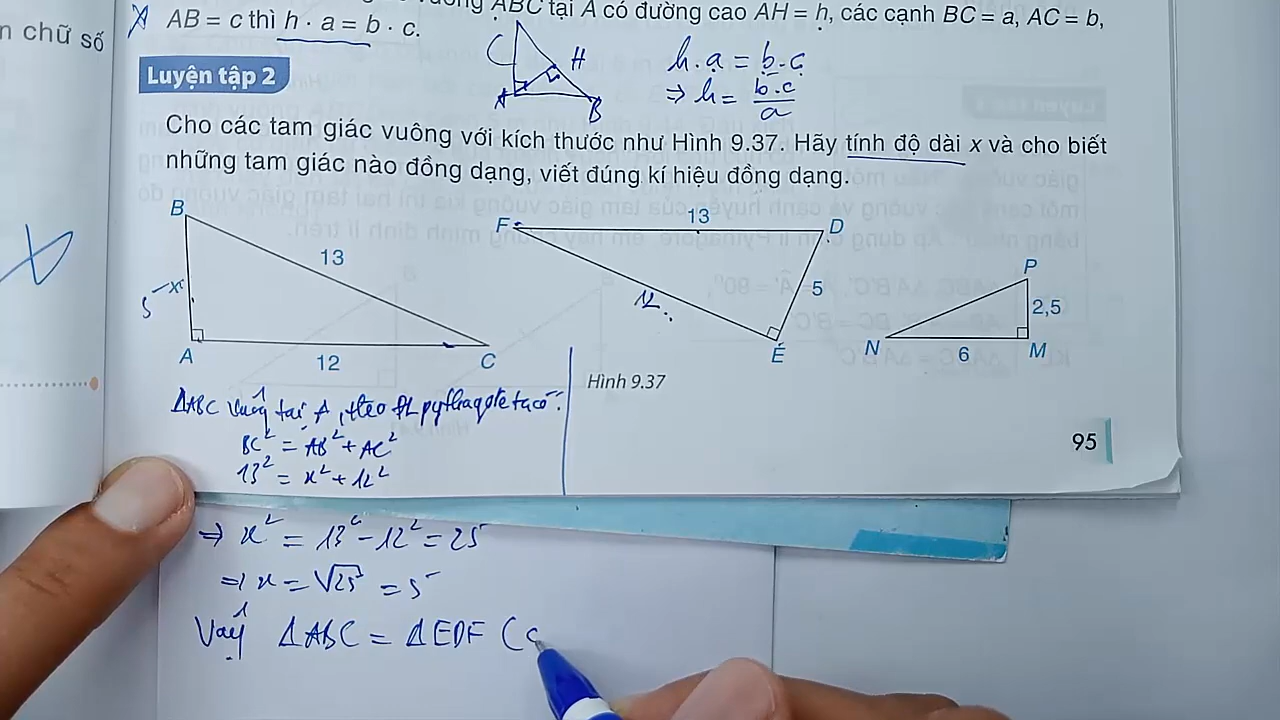 ABC tại A có đường cao AH = h, các cạnh BC = a, AC = b,
n chữ số
AB = c thì h · a = b · c.
C H
A B
h.a = b.c
⇒ h = b.c
a
Luyện tập 2
Cho các tam giác vuông với kích thước như Hình 9.37. Hãy tính độ dài x và cho biết
những tam giác nào đồng dạng, viết đúng kí hiệu đồng dạng.
B F 13 D
13
5 x 12 5 P
2,5
A 12 C E N 6 M
Hình 9.37
ΔABC vuông tại A, theo ĐL pythagore ta có:
BC² = AB² + AC²
13² = x² + 12²
95
⇒ x² = 13² - 12² = 25
⇒ x = √25 = 5
Vậy ΔABC = ΔEDF (c